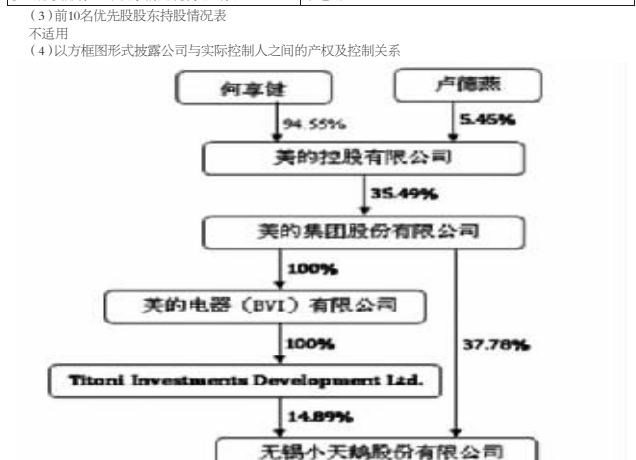 （3）前10名优先股股东持股情况表
不适用
（4）以方框图形式披露公司与实际控制人之间的产权及控制关系
何享健
卢德燕
94.55%
5.45%
美的控股有限公司
35.49%
美的集团股份有限公司
100%
美的电器（BVI）有限公司
100%
37.78%
Titoni Investments Development Ltd.
14.89%
无锡小天鹅股份有限公司